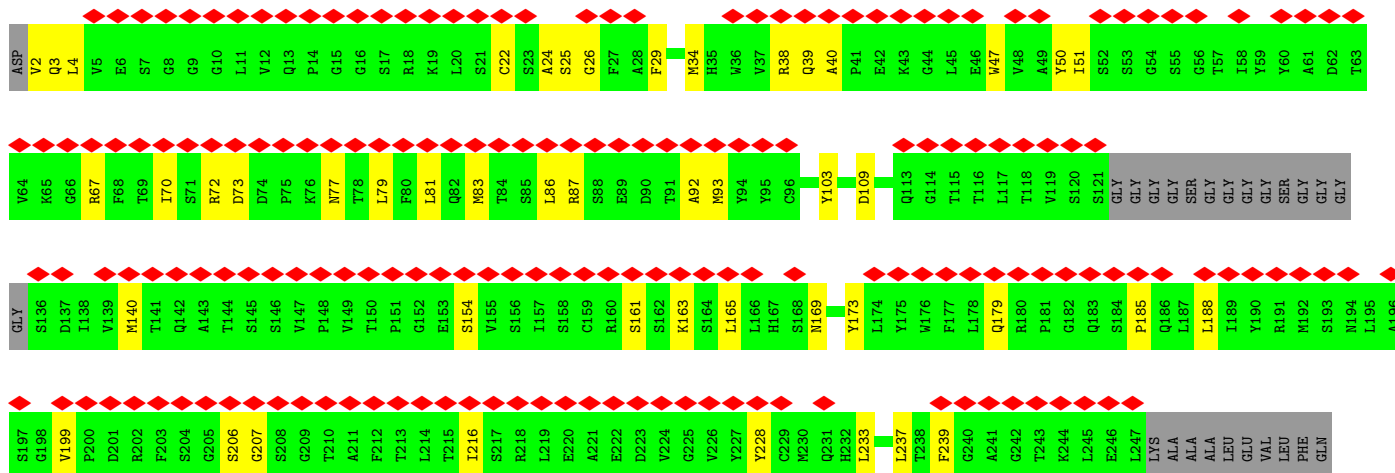 ASP V2 Q3 L4 V5 E6 S7 G8 G9 G10 L11 V12 Q13 P14 G15 G16 S17 R18 K19 L20 S21 C22 S23 A24 S25 G26 F27 A28 F29 M34 H35 W36 V37 R38 Q39 A40 P41 E42 K43 G44 L45 E46 W47 V48 A49 Y50 I51 S52 S53 G54 S55 G56 T57 I58 Y59 Y60 A61 D62 T63
V64 K65 G66 R67 F68 T69 I70 S71 R72 D73 D74 P75 K76 N77 T78 L79 F80 L81 Q82 M83 T84 S85 L86 R87 S88 E89 D90 T91 A92 M93 Y94 Y95 C96 Y103 D109 Q113 G114 T115 T116 L117 T118 V119 S120 S121 GLY GLY GLY GLY SER GLY GLY GLY GLY SER GLY GLY GLY
GLY S136 D137 I138 V139 M140 T141 Q142 A143 T144 S145 S146 V147 P148 V149 T150 P151 G152 E153 S154 V155 S156 I157 S158 C159 R160 S161 S162 K163 S164 L165 L166 H167 S168 N169 Y173 L174 Y175 W176 F177 L178 Q179 R180 P181 G182 Q183 S184 P185 Q186 L187 L188 I189 Y190 R191 M192 S193 N194 L195 A196
S197 G198 V199 P200 D201 R202 F203 S204 G205 S206 G207 S208 G209 T210 A211 F212 T213 L214 T215 I216 S217 R218 L219 E220 A221 E222 D223 V224 G225 V226 Y227 Y228 C229 M230 Q231 H232 L233 L237 T238 F239 G240 A241 G242 T243 K244 L245 E246 L247 LYS ALA ALA ALA LEU GLU VAL LEU PHE GLN